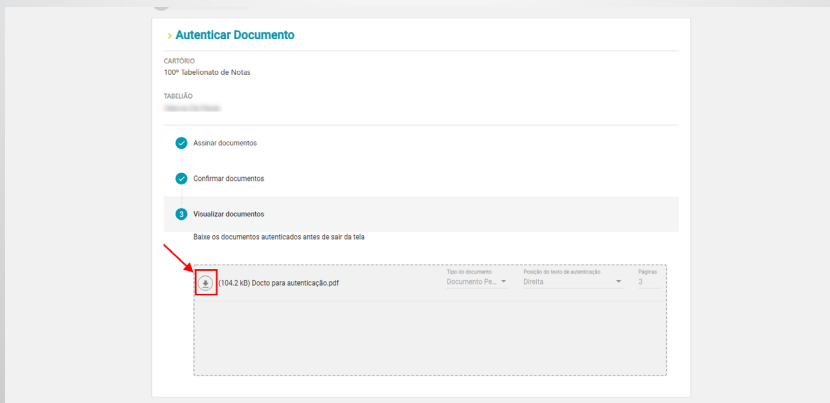 Autenticar Documento
CARTÓRIO
100º Tabelionato de Notas
TABELIÃO
Assinar documentos
Confirmar documentos
3 Visualizar documentos
Baixe os documentos autenticados antes de sair da tela
Tipo do documento Posição do texto de autenticação Páginas
(104.2 kB) Docto para autenticação.pdf Documento Pe... Direita 3